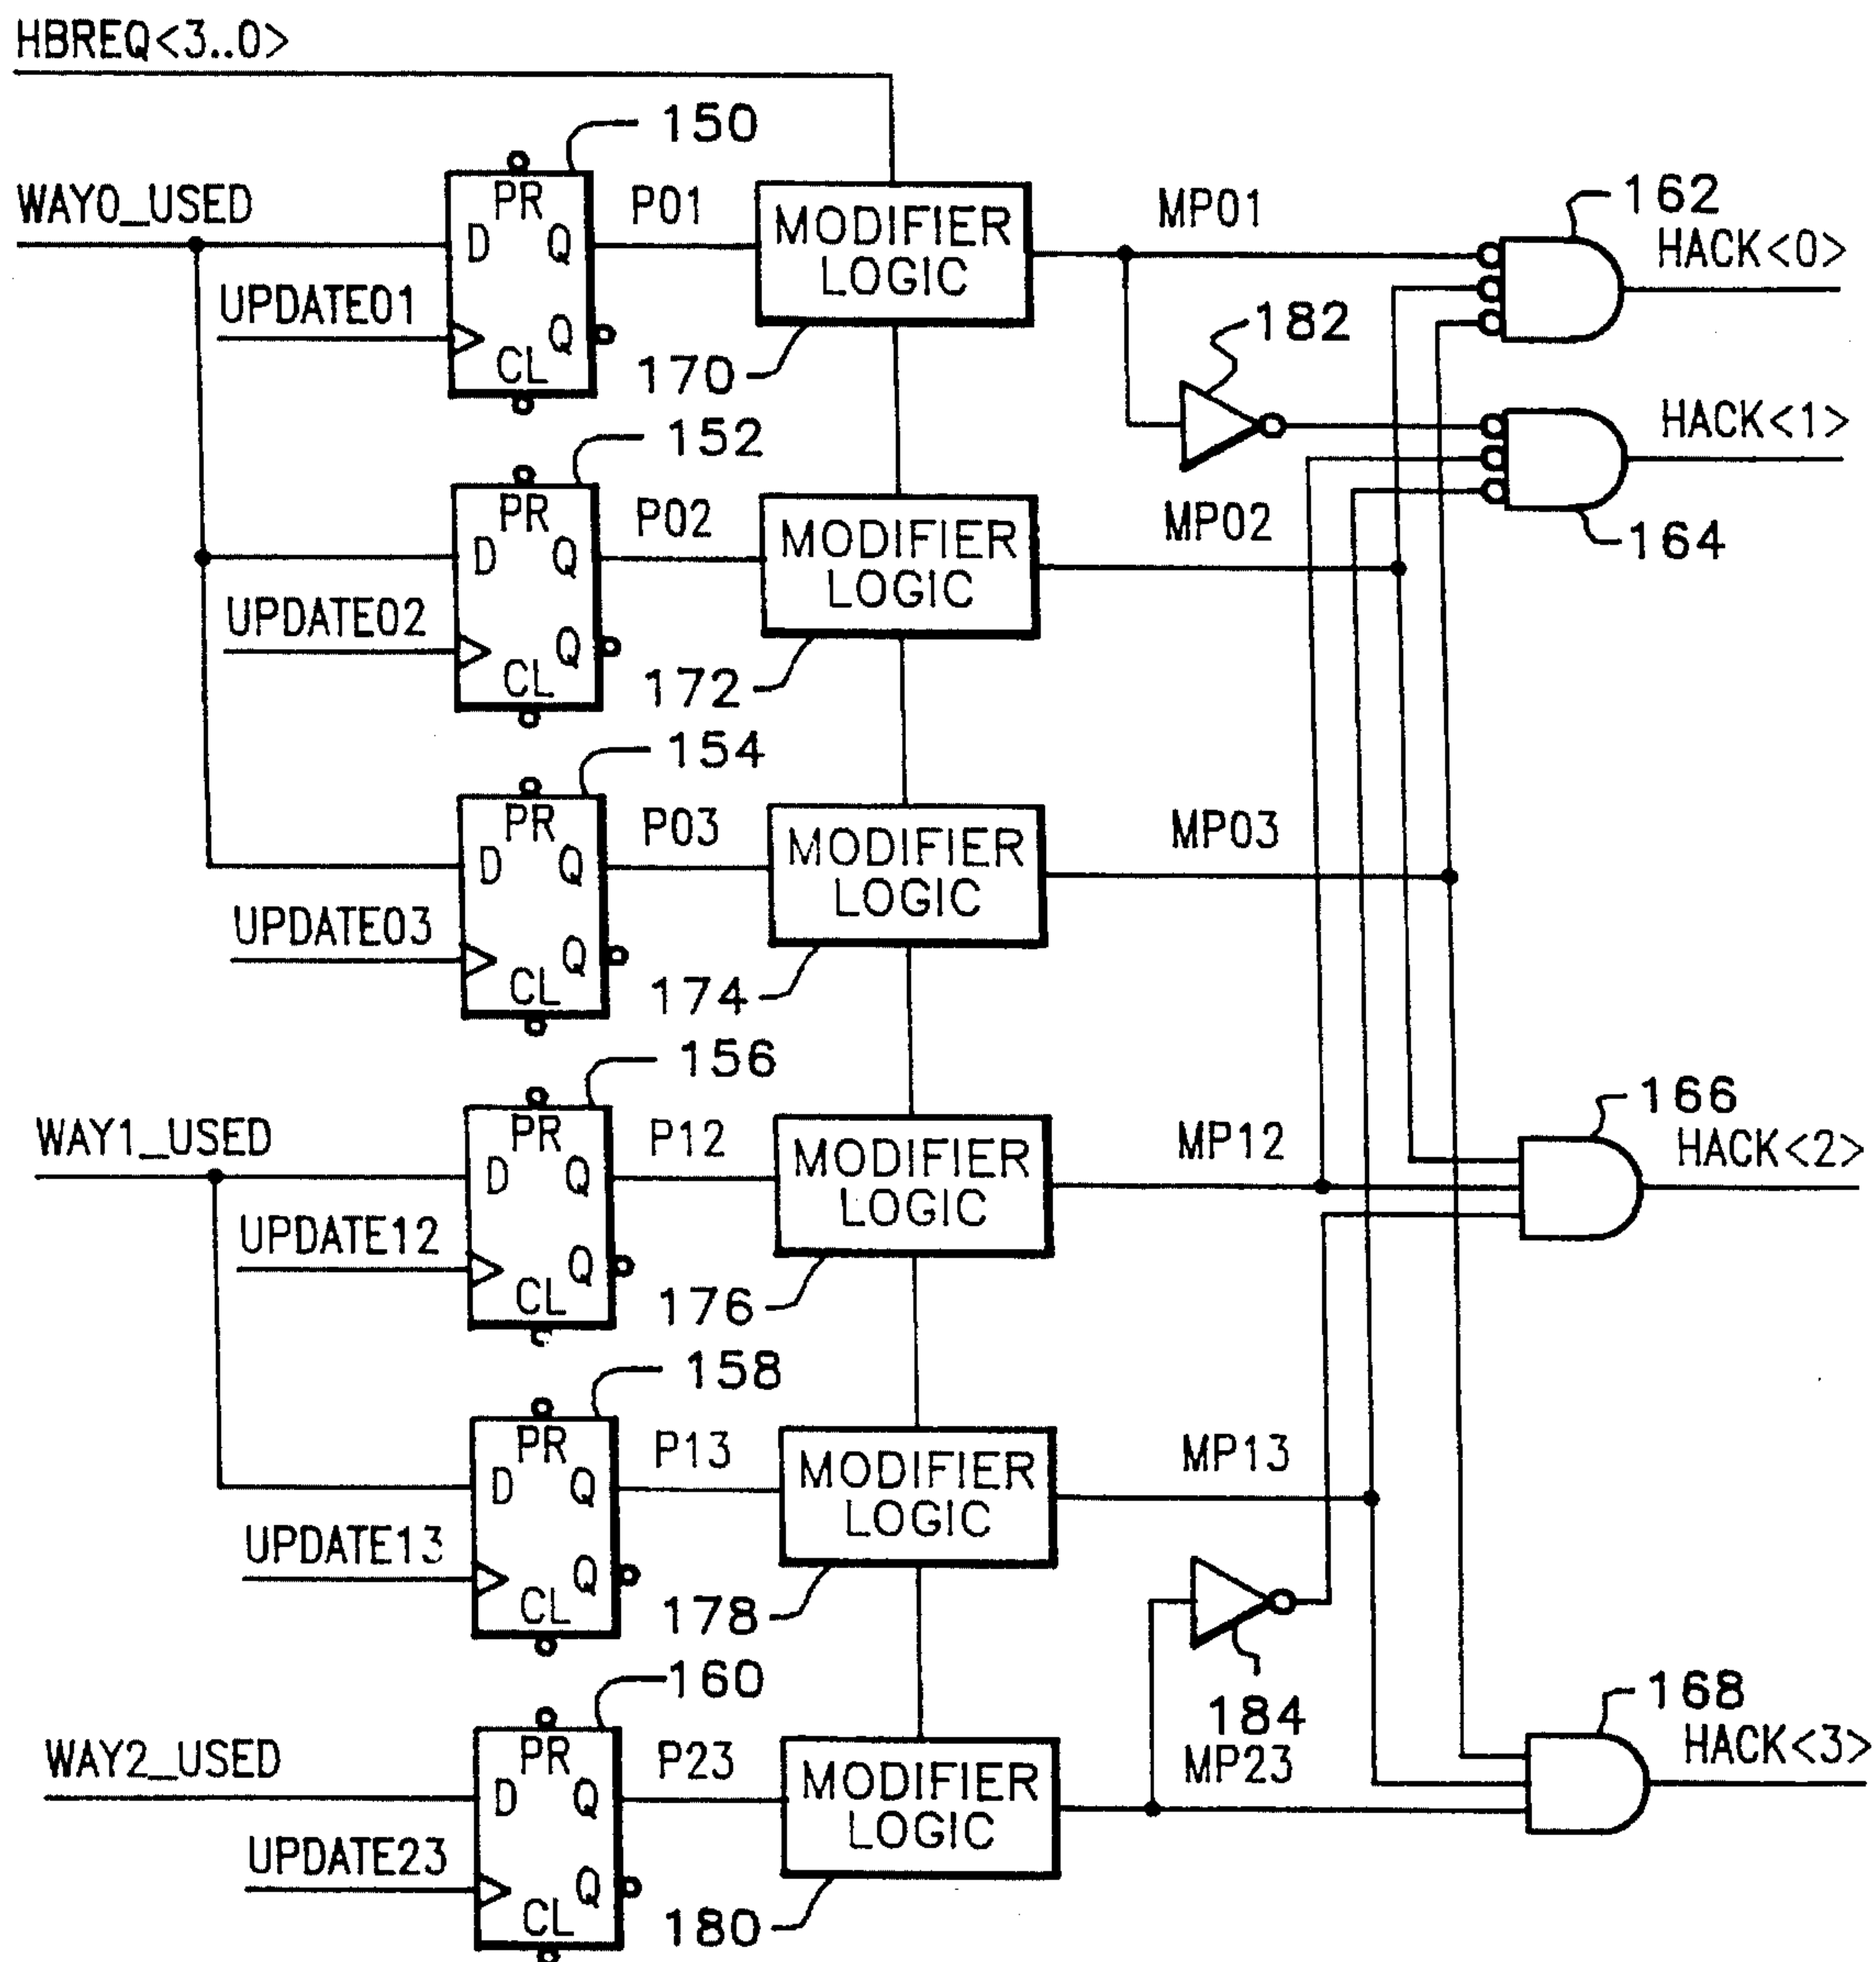 HBREQ<3..0>
150
WAY0_USED
PR
D
Q
Q
CL
P01
UPDATE01
MODIFIER
LOGIC
170
MP01
162
HACK<0>
182
HACK<1>
164
152
PR
D
Q
Q
CL
P02
UPDATE02
MODIFIER
LOGIC
172
MP02
154
PR
D
Q
Q
CL
P03
UPDATE03
MODIFIER
LOGIC
174
MP03
156
WAY1_USED
PR
D
Q
Q
CL
P12
UPDATE12
MODIFIER
LOGIC
176
MP12
166
HACK<2>
158
PR
D
Q
Q
CL
P13
UPDATE13
MODIFIER
LOGIC
178
MP13
184
160
WAY2_USED
PR
D
Q
Q
CL
P23
UPDATE23
MODIFIER
LOGIC
180
MP23
168
HACK<3>